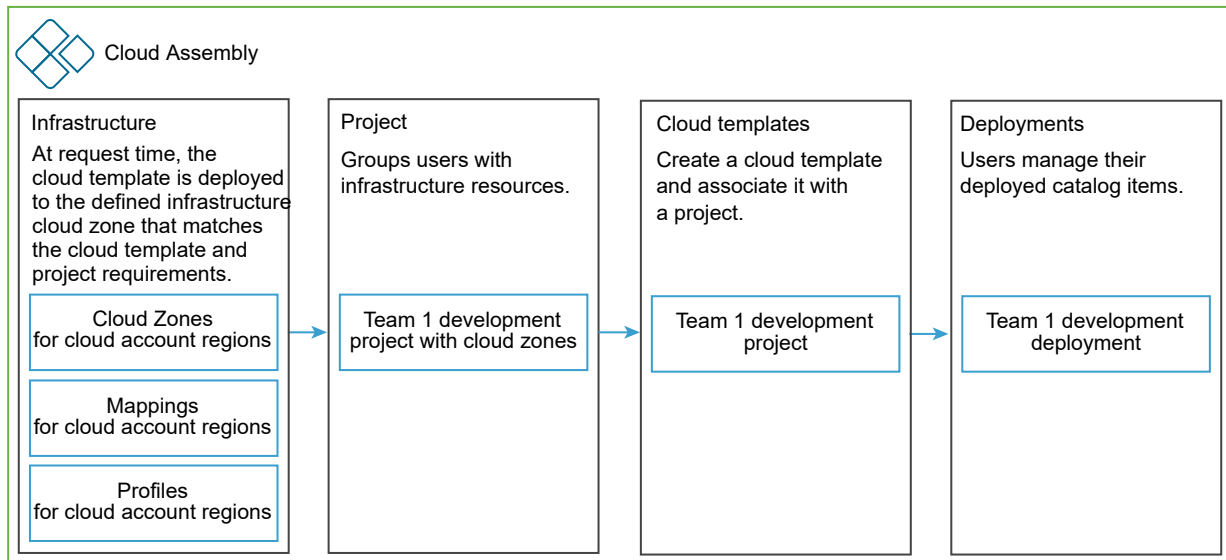 Cloud Assembly
Infrastructure
At request time, the
cloud template is deployed
to the defined infrastructure
cloud zone that matches
the cloud template and
project requirements.
Cloud Zones
for cloud account regions
Mappings
for cloud account regions
Profiles
for cloud account regions
Project
Groups users with
infrastructure resources.
Team 1 development
project with cloud zones
Cloud templates
Create a cloud template
and associate it with
a project.
Team 1 development
project
Deployments
Users manage their
deployed catalog items.
Team 1 development
deployment